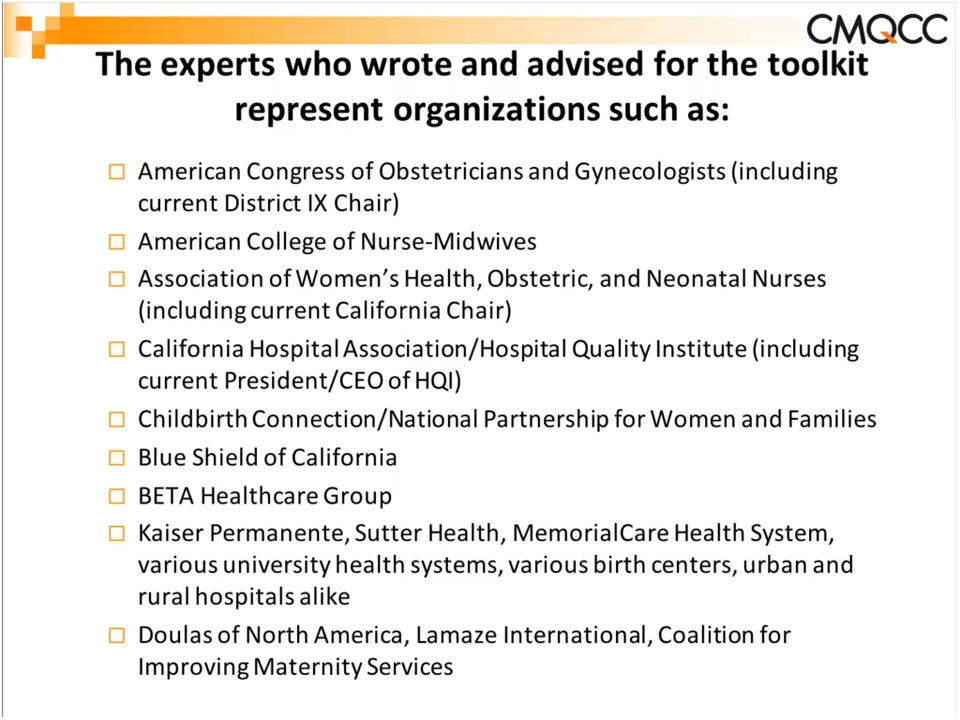 CMQCC
The experts who wrote and advised for the toolkit
represent organizations such as:
American Congress of Obstetricians and Gynecologists (including
current District IX Chair)
American College of Nurse-Midwives
Association of Women's Health, Obstetric, and Neonatal Nurses
(including current California Chair)
California Hospital Association/Hospital Quality Institute (including
current President/CEO of HQI)
Childbirth Connection/National Partnership for Women and Families
Blue Shield of California
BETA Healthcare Group
Kaiser Permanente, Sutter Health, MemorialCare Health System,
various university health systems, various birth centers, urban and
rural hospitals alike
Doulas of North America, Lamaze International, Coalition for
Improving Maternity Services